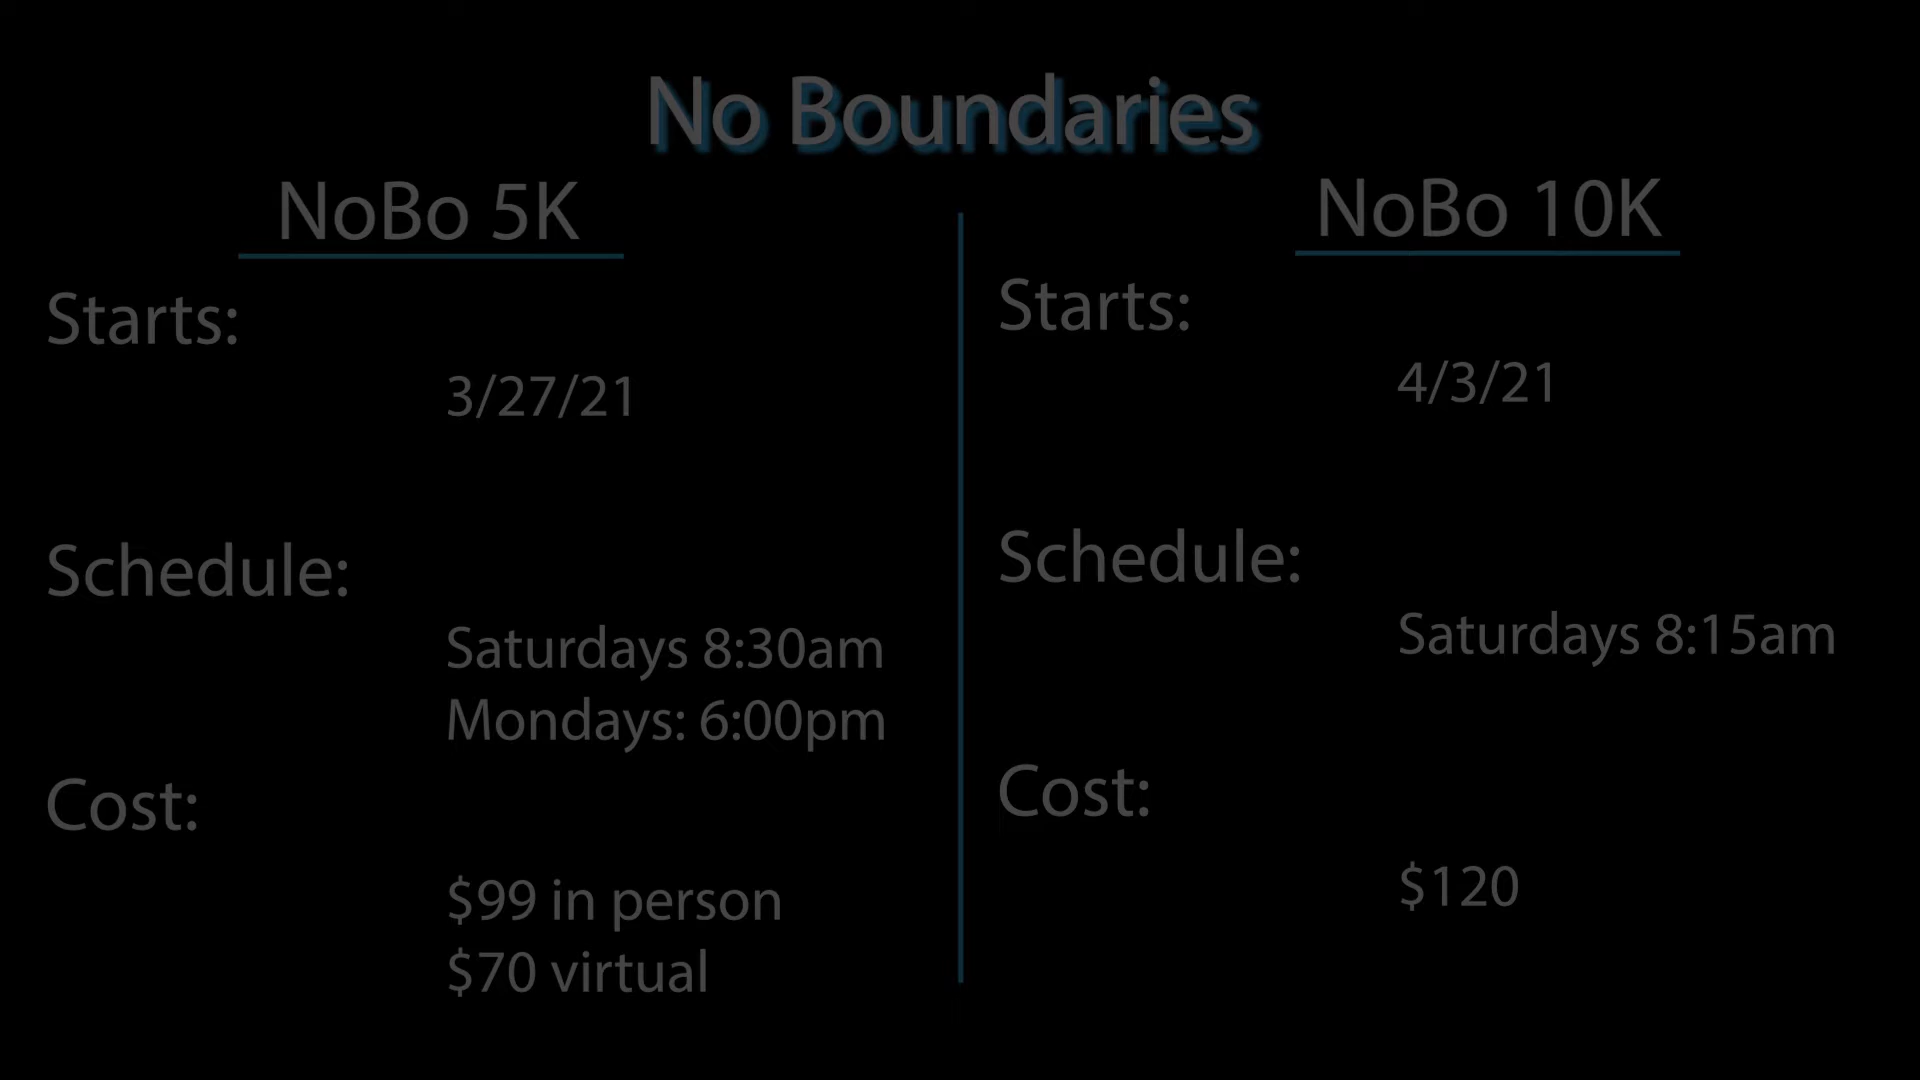 No Boundaries
NoBo 5K
Starts:
3/27/21
Schedule:
Saturdays 8:30am
Mondays: 6:00pm
Cost:
$99 in person
$70 virtual
NoBo 10K
Starts:
4/3/21
Schedule:
Saturdays 8:15am
Cost:
$120